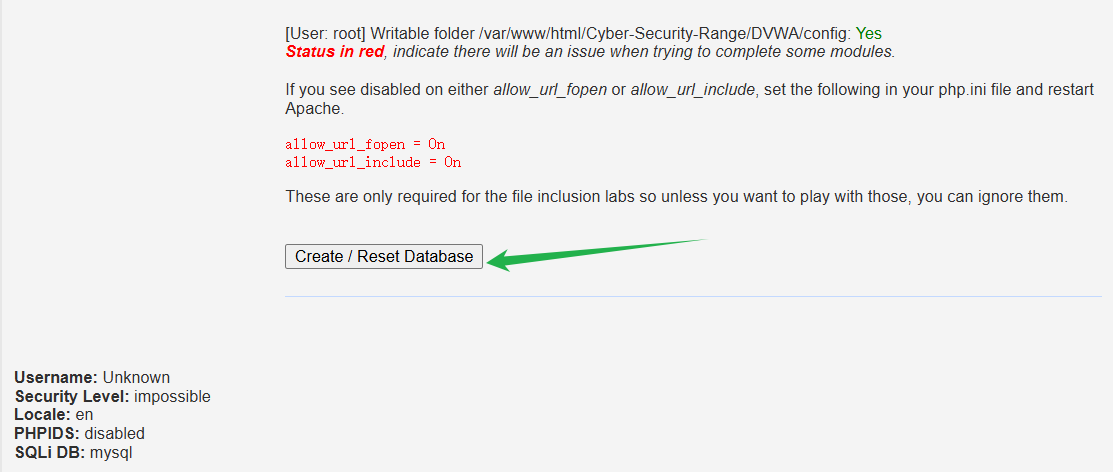 [User: root] Writable folder /var/www/html/Cyber-Security-Range/DVWA/config: Yes
Status in red, indicate there will be an issue when trying to complete some modules.
If you see disabled on either allow_url_fopen or allow_url_include, set the following in your php.ini file and restart
Apache.
allow_url_fopen = On
allow_url_include = On
These are only required for the file inclusion labs so unless you want to play with those, you can ignore them.
Create / Reset Database
Username: Unknown
Security Level: impossible
Locale: en
PHPIDS: disabled
SQLi DB: mysql